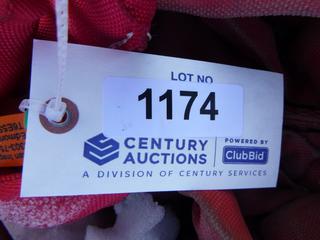 LOT NO
1174
CENTURY AUCTIONS
POWERED BY
ClubBid
A DIVISION OF CENTURY SERVICES